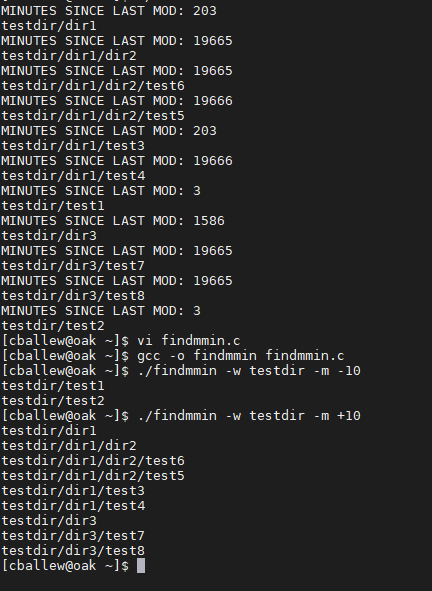 MINUTES SINCE LAST MOD: 203
testdir/dir1
MINUTES SINCE LAST MOD: 19665
testdir/dir1/dir2
MINUTES SINCE LAST MOD: 19665
testdir/dir1/dir2/test6
MINUTES SINCE LAST MOD: 19666
testdir/dir1/dir2/test5
MINUTES SINCE LAST MOD: 203
testdir/dir1/test3
MINUTES SINCE LAST MOD: 19666
testdir/dir1/test4
MINUTES SINCE LAST MOD: 3
testdir/test1
MINUTES SINCE LAST MOD: 1586
testdir/dir3
MINUTES SINCE LAST MOD: 19665
testdir/dir3/test7
MINUTES SINCE LAST MOD: 19665
testdir/dir3/test8
MINUTES SINCE LAST MOD: 3
testdir/test2
[cballew@oak ~]$ vi findmmin.c
[cballew@oak ~]$ gcc -o findmmin findmmin.c
[cballew@oak ~]$ ./findmmin -w testdir -m -10
testdir/test1
testdir/test2
[cballew@oak ~]$ ./findmmin -w testdir -m +10
testdir/dir1
testdir/dir1/dir2
testdir/dir1/dir2/test6
testdir/dir1/dir2/test5
testdir/dir1/test3
testdir/dir1/test4
testdir/dir3
testdir/dir3/test7
testdir/dir3/test8
[cballew@oak ~]$